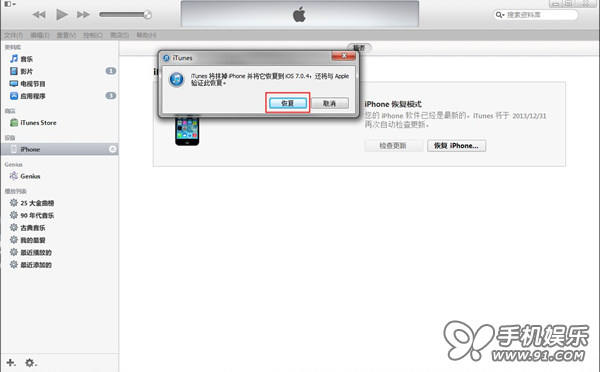 搜索资料库
文件(F) 编辑(E) 查看(V) 控制(C) 商店(S) 帮助(H)
资料库
音乐
影片 1
电视节目
应用程序 3
商店
iTunes Store
设备
iPhone
Genius
Genius
播放列表
25 大金曲榜
90 年代音乐
古典音乐
我的最爱
最近播放的
最近添加的
摘要
iTunes
iTunes 将抹掉 iPhone 并将它恢复到 iOS 7.0.4，还将与 Apple
验证此恢复。
恢复 取消
iPhone 恢复模式
您的 iPhone 软件已经是最新的。iTunes 将于 2013/12/31
再次自动检查更新。
检查更新 恢复 iPhone...
手机娱乐
www.91.com